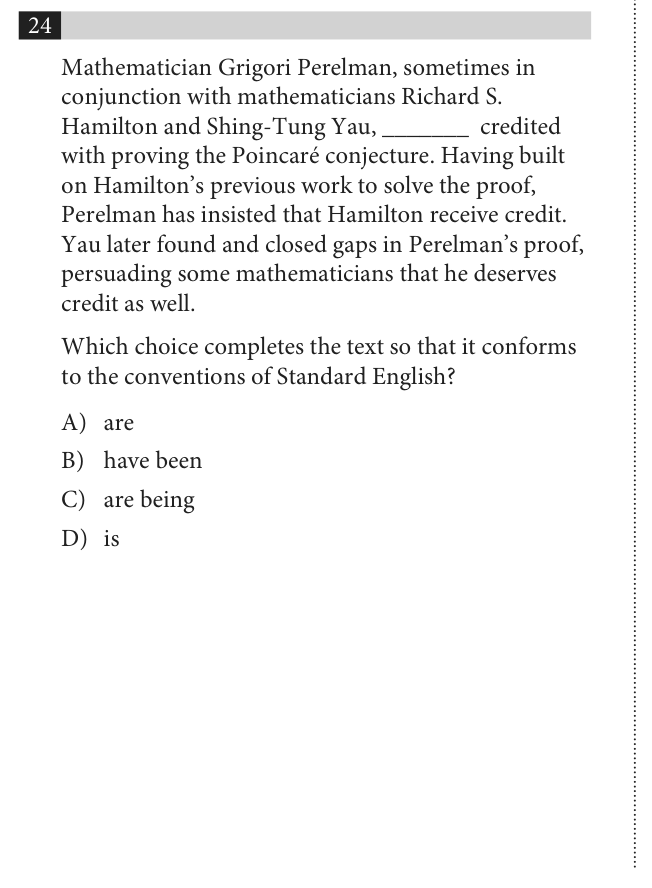 24
Mathematician Grigori Perelman, sometimes in
conjunction with mathematicians Richard S.
Hamilton and Shing-Tung Yau, _______ credited
with proving the Poincaré conjecture. Having built
on Hamilton’s previous work to solve the proof,
Perelman has insisted that Hamilton receive credit.
Yau later found and closed gaps in Perelman’s proof,
persuading some mathematicians that he deserves
credit as well.
Which choice completes the text so that it conforms
to the conventions of Standard English?
A) are
B) have been
C) are being
D) is